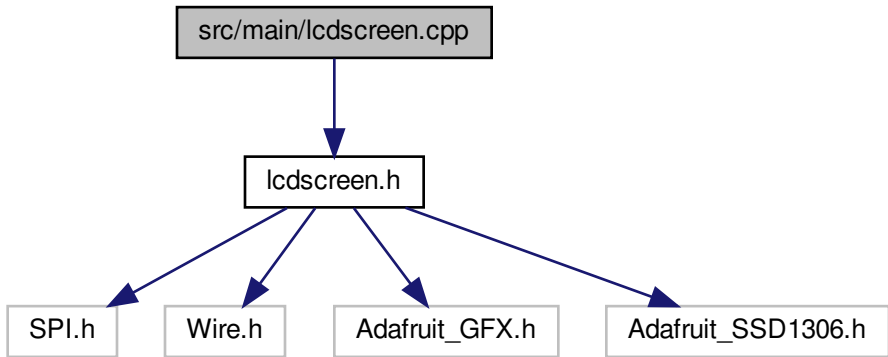 src/main/lcdscreen.cpp
lcdscreen.h
SPI.h
Wire.h
Adafruit_GFX.h
Adafruit_SSD1306.h